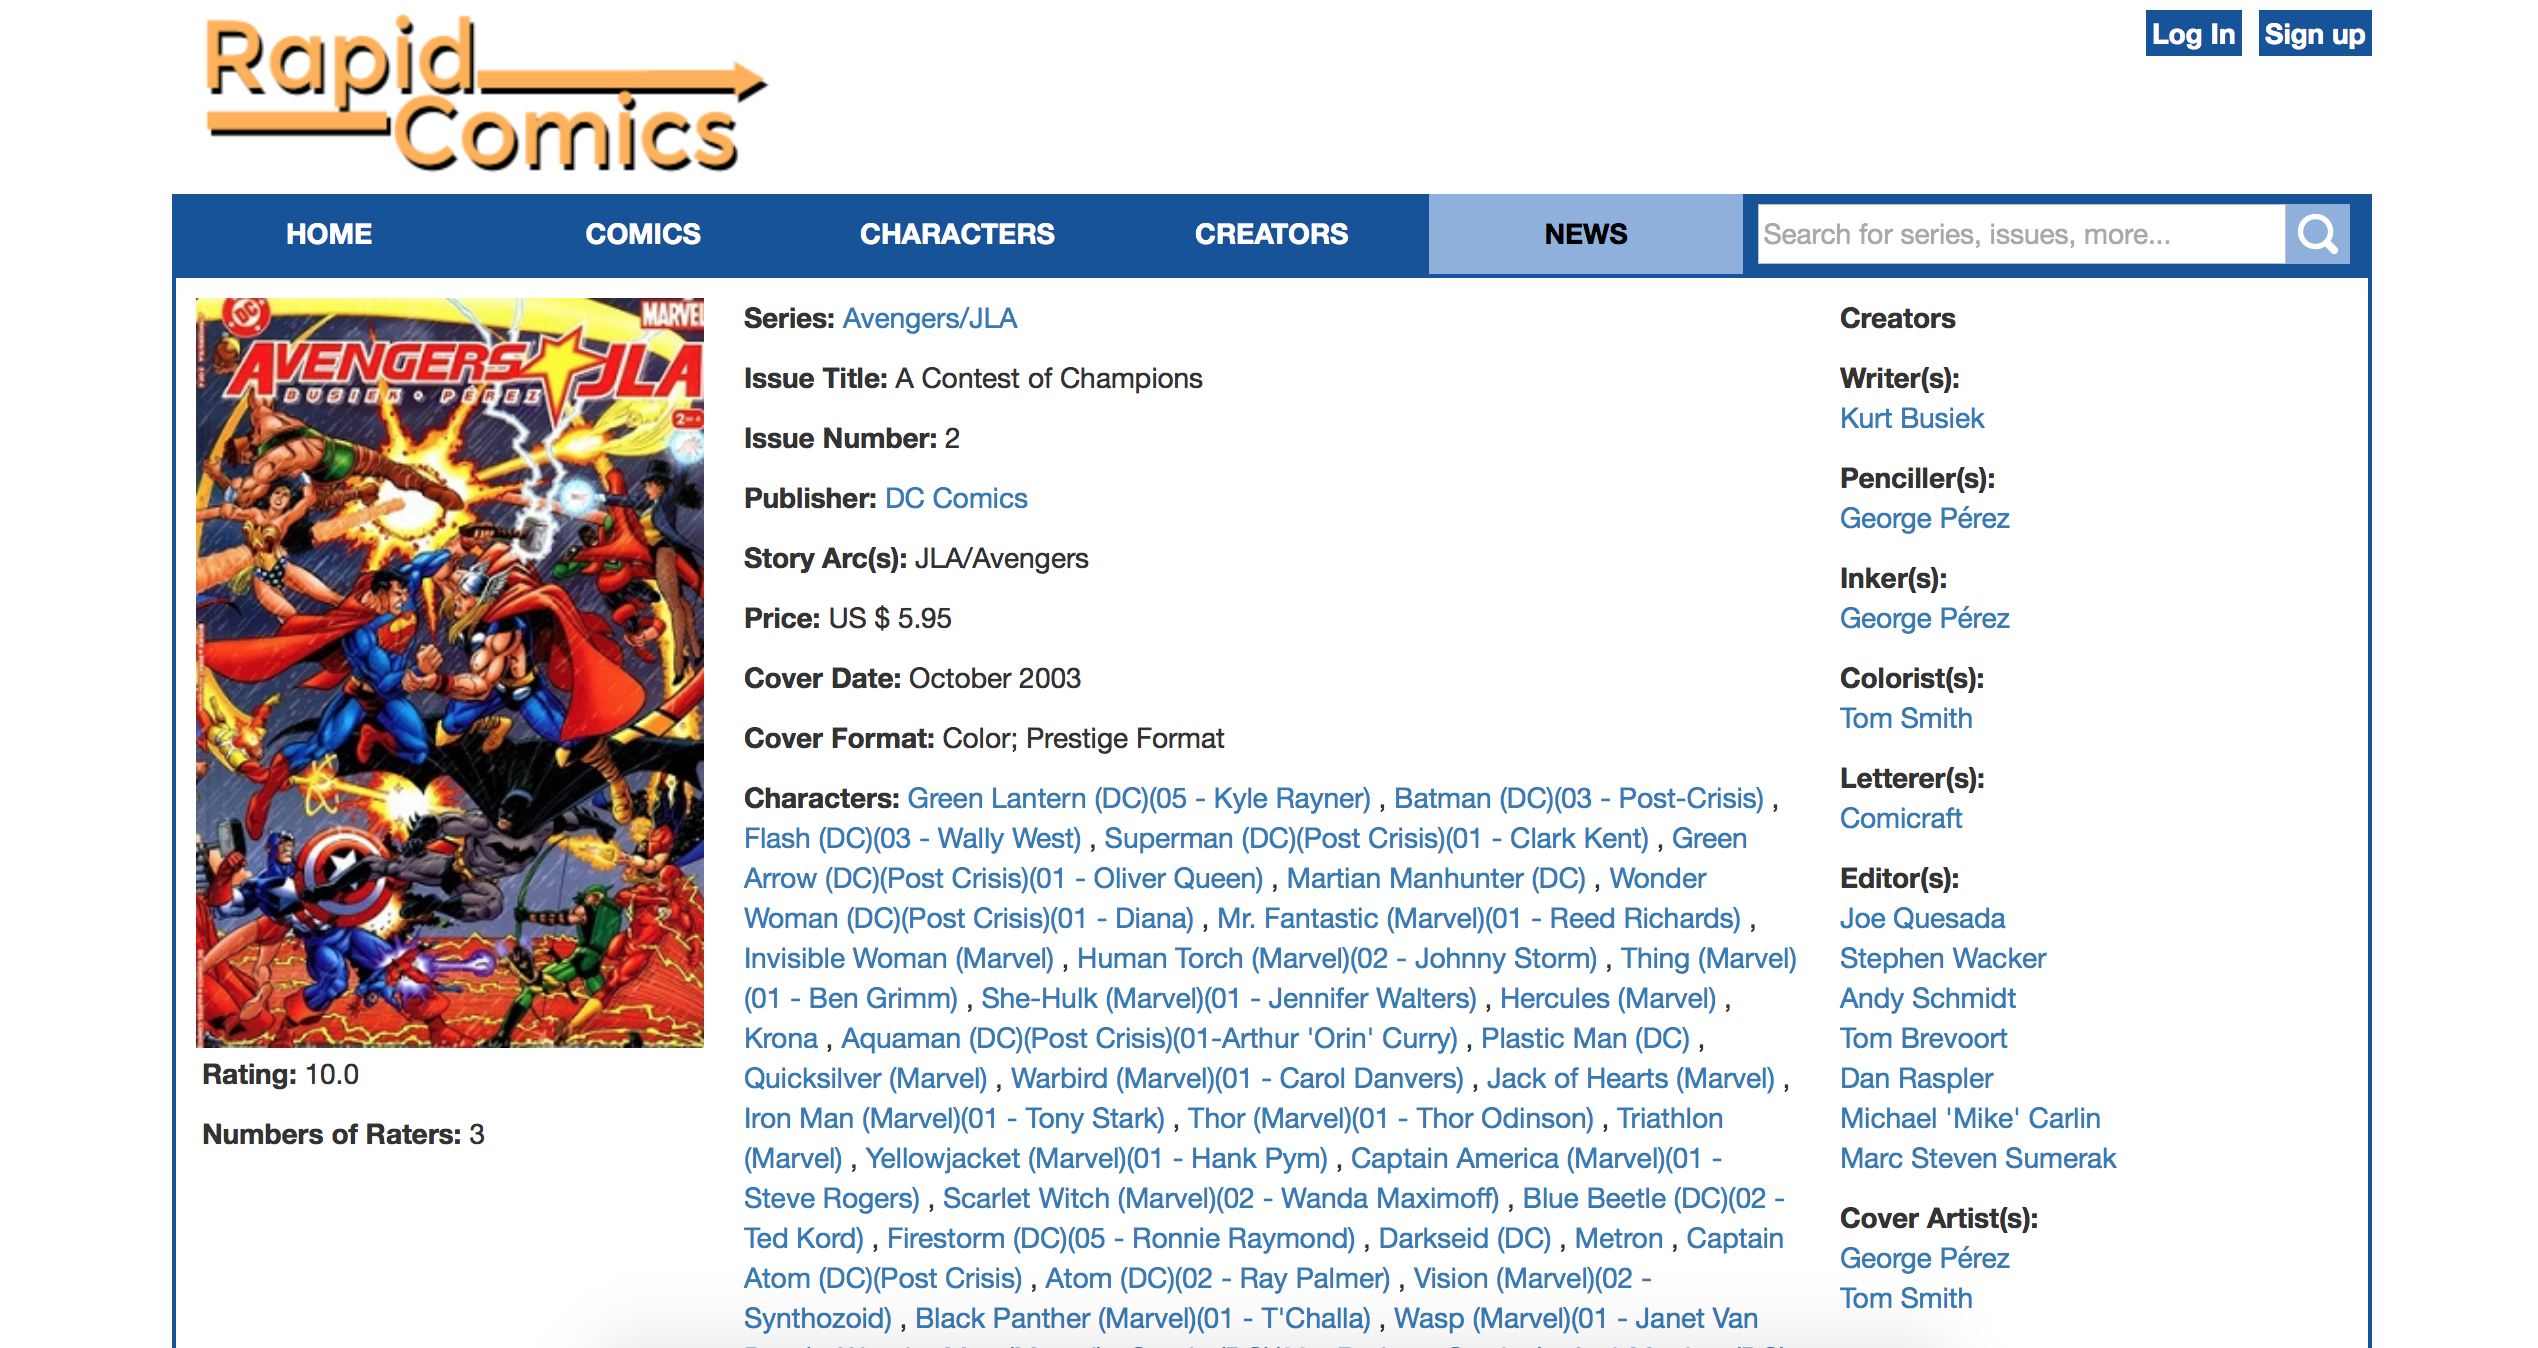 Rapid
Comics
Log In
Sign up
HOME
COMICS
CHARACTERS
CREATORS
NEWS
Search for series, issues, more...
DC
MARVEL
AVENGERS JLA
BUSIEK · PÉREZ
2 of 4
Rating: 10.0
Numbers of Raters: 3
Series: Avengers/JLA
Issue Title: A Contest of Champions
Issue Number: 2
Publisher: DC Comics
Story Arc(s): JLA/Avengers
Price: US $ 5.95
Cover Date: October 2003
Cover Format: Color; Prestige Format
Characters: Green Lantern (DC)(05 - Kyle Rayner) , Batman (DC)(03 - Post-Crisis) ,
Flash (DC)(03 - Wally West) , Superman (DC)(Post Crisis)(01 - Clark Kent) , Green
Arrow (DC)(Post Crisis)(01 - Oliver Queen) , Martian Manhunter (DC) , Wonder
Woman (DC)(Post Crisis)(01 - Diana) , Mr. Fantastic (Marvel)(01 - Reed Richards) ,
Invisible Woman (Marvel) , Human Torch (Marvel)(02 - Johnny Storm) , Thing (Marvel)
(01 - Ben Grimm) , She-Hulk (Marvel)(01 - Jennifer Walters) , Hercules (Marvel) ,
Krona , Aquaman (DC)(Post Crisis)(01-Arthur 'Orin' Curry) , Plastic Man (DC) ,
Quicksilver (Marvel) , Warbird (Marvel)(01 - Carol Danvers) , Jack of Hearts (Marvel) ,
Iron Man (Marvel)(01 - Tony Stark) , Thor (Marvel)(01 - Thor Odinson) , Triathlon
(Marvel) , Yellowjacket (Marvel)(01 - Hank Pym) , Captain America (Marvel)(01 -
Steve Rogers) , Scarlet Witch (Marvel)(02 - Wanda Maximoff) , Blue Beetle (DC)(02 -
Ted Kord) , Firestorm (DC)(05 - Ronnie Raymond) , Darkseid (DC) , Metron , Captain
Atom (DC)(Post Crisis) , Atom (DC)(02 - Ray Palmer) , Vision (Marvel)(02 -
Synthozoid) , Black Panther (Marvel)(01 - T'Challa) , Wasp (Marvel)(01 - Janet Van
Creators
Writer(s):
Kurt Busiek
Penciller(s):
George Pérez
Inker(s):
George Pérez
Colorist(s):
Tom Smith
Letterer(s):
Comicraft
Editor(s):
Joe Quesada
Stephen Wacker
Andy Schmidt
Tom Brevoort
Dan Raspler
Michael 'Mike' Carlin
Marc Steven Sumerak
Cover Artist(s):
George Pérez
Tom Smith